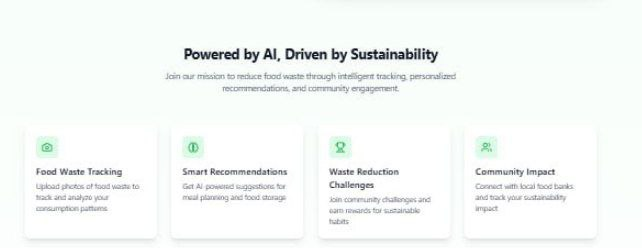 Powered by AI, Driven by Sustainability
Join our mission to reduce food waste through intelligent tracking, personalized
recommendations, and community engagement.
Food Waste Tracking
Upload photos of food waste to
track and analyze your
consumption patterns
Smart Recommendations
Get AI-powered suggestions for
meal planning and food storage
Waste Reduction
Challenges
Join community challenges and
earn rewards for sustainable
habits
Community Impact
Connect with local food banks
and track your sustainability
impact